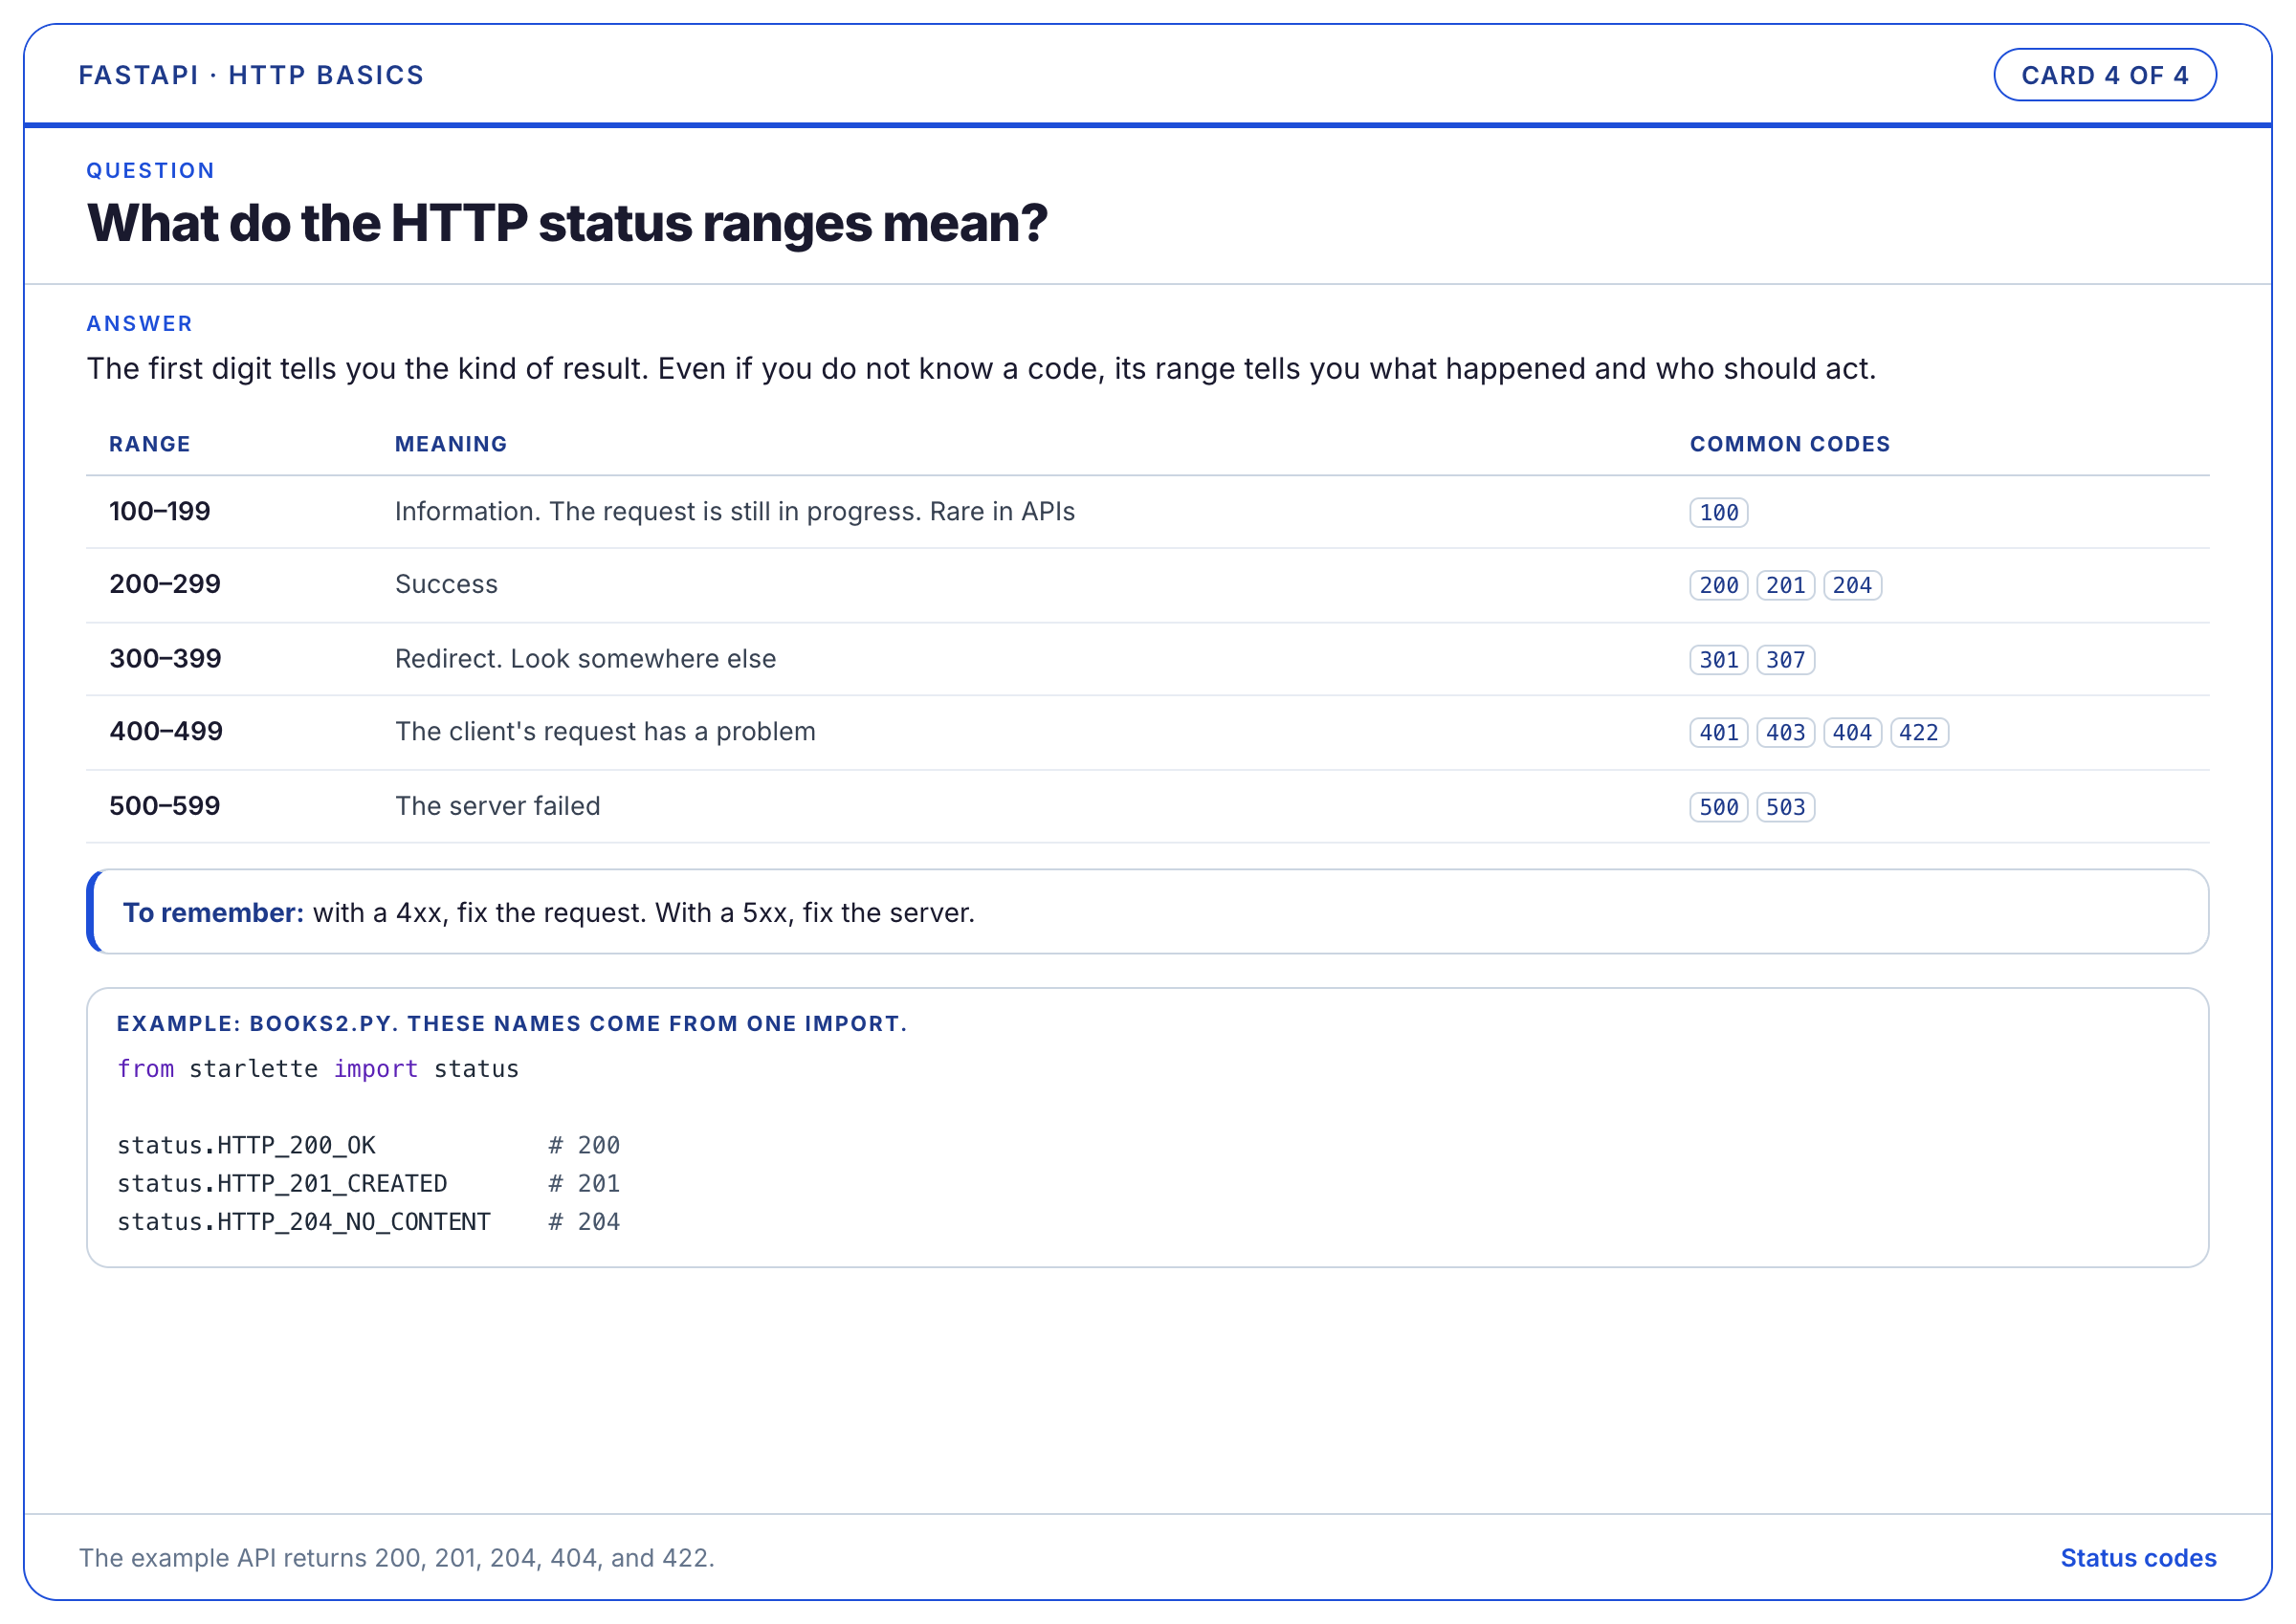 FASTAPI · HTTP BASICS
CARD 4 OF 4
QUESTION
What do the HTTP status ranges mean?
ANSWER
The first digit tells you the kind of result. Even if you do not know a code, its range tells you what happened and who should act.
RANGE MEANING COMMON CODES
100–199 Information. The request is still in progress. Rare in APIs 100
200–299 Success 200 201 204
300–399 Redirect. Look somewhere else 301 307
400–499 The client's request has a problem 401 403 404 422
500–599 The server failed 500 503
To remember: with a 4xx, fix the request. With a 5xx, fix the server.
EXAMPLE: BOOKS2.PY. THESE NAMES COME FROM ONE IMPORT.
from starlette import status
status.HTTP_200_OK # 200
status.HTTP_201_CREATED # 201
status.HTTP_204_NO_CONTENT # 204
The example API returns 200, 201, 204, 404, and 422.
Status codes